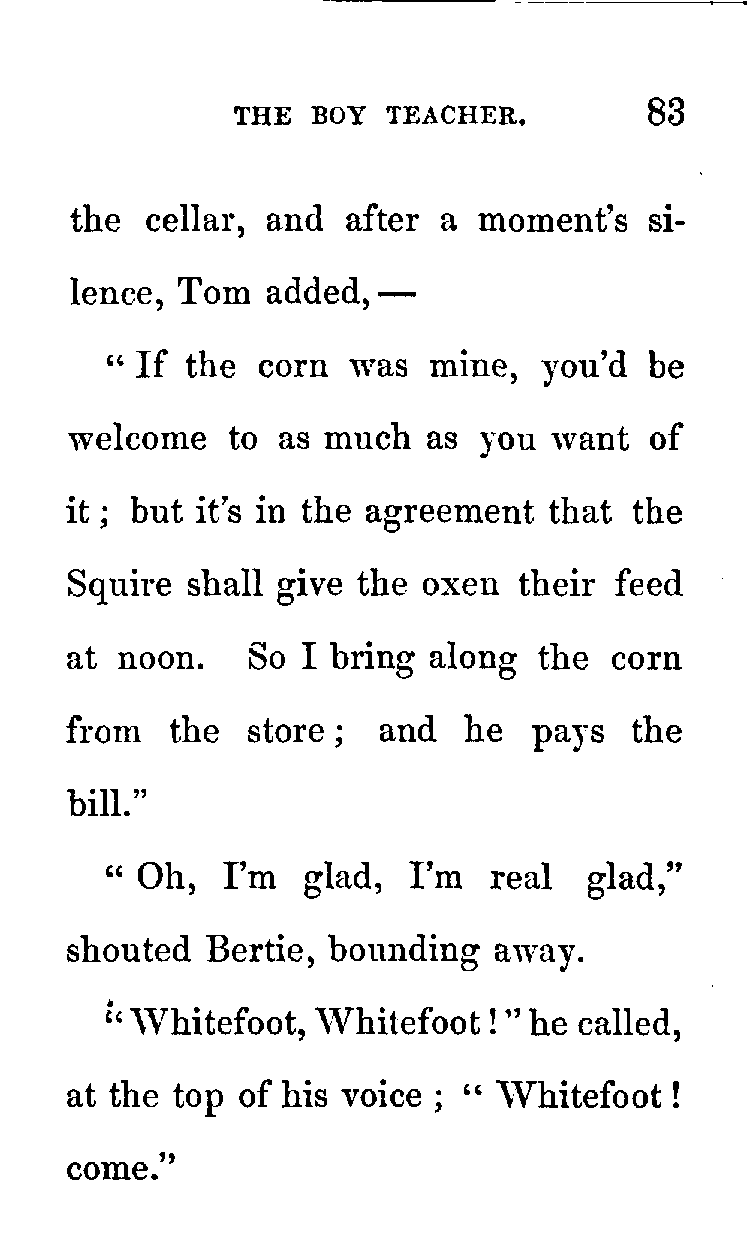 THE BOY TEACHER. 83
the cellar, and after a moment's si-
lence, Tom added, —
“ If the corn was mine, you'd be
welcome to as much as you want of
it ; but it's in the agreement that the
Squire shall give the oxen their feed
at noon. So I bring along the corn
from the store ; and he pays the
bill.”
“ Oh, I'm glad, I'm real glad,”
shouted Bertie, bounding away.
“ Whitefoot, Whitefoot ! ” he called,
at the top of his voice ; “ Whitefoot !
come.”